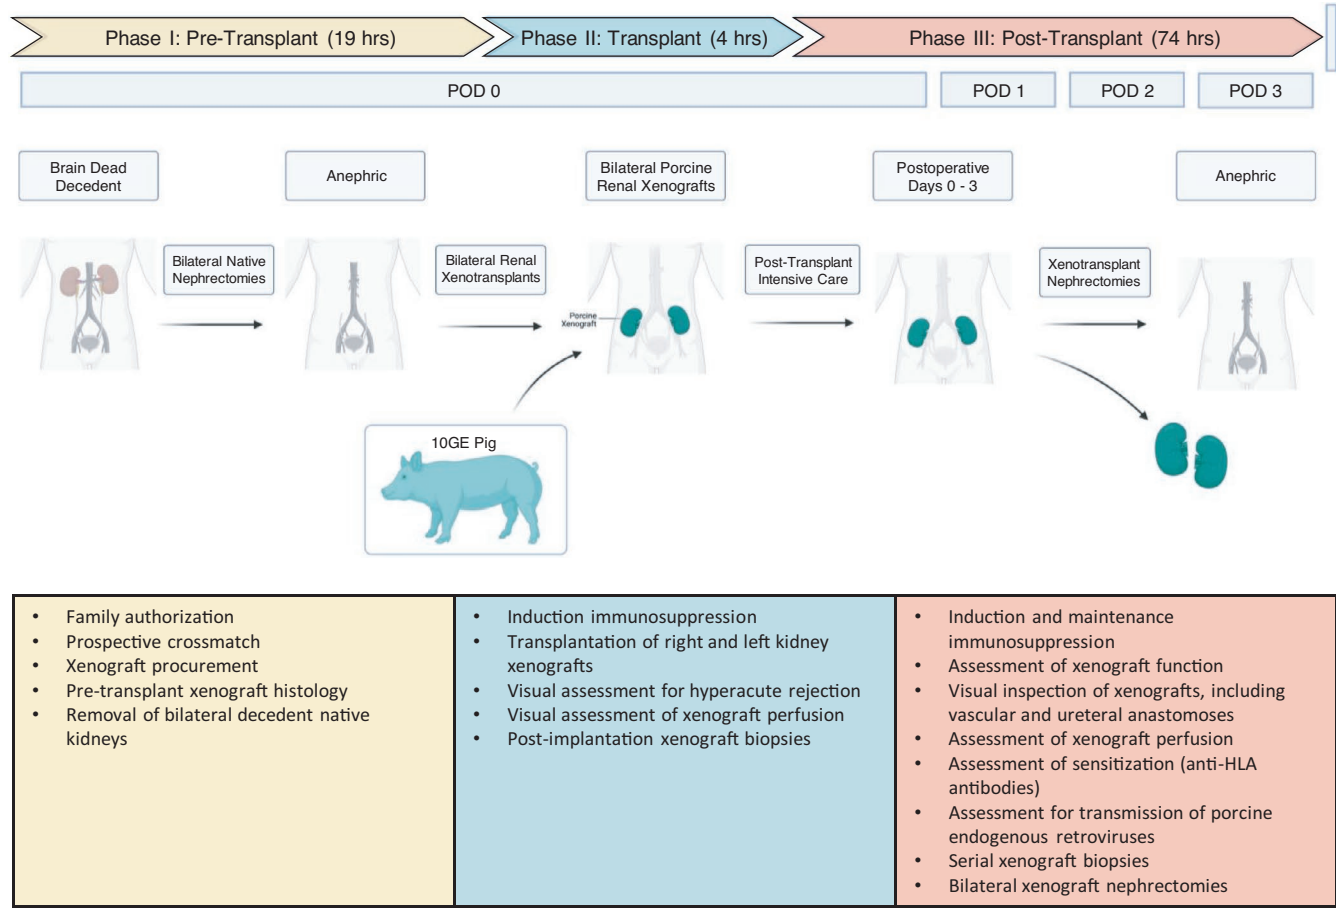 Phase I: Pre-Transplant (19 hrs)
Phase II: Transplant (4 hrs)
Phase III: Post-Transplant (74 hrs)
POD 0
POD 1
POD 2
POD 3
Brain Dead
Decedent
Anephric
Bilateral Porcine
Renal Xenografts
Postoperative
Days 0 - 3
Anephric
Bilateral Native
Nephrectomies
Bilateral Renal
Xenotransplants
Post-Transplant
Intensive Care
Xenotransplant
Nephrectomies
Porcine
Xenograft
10GE Pig
• Family authorization
• Prospective crossmatch
• Xenograft procurement
• Pre-transplant xenograft histology
• Removal of bilateral decedent native
kidneys
• Induction immunosuppression
• Transplantation of right and left kidney
xenografts
• Visual assessment for hyperacute rejection
• Visual assessment of xenograft perfusion
• Post-implantation xenograft biopsies
• Induction and maintenance
immunosuppression
• Assessment of xenograft function
• Visual inspection of xenografts, including
vascular and ureteral anastomoses
• Assessment of xenograft perfusion
• Assessment of sensitization (anti-HLA
antibodies)
• Assessment for transmission of porcine
endogenous retroviruses
• Serial xenograft biopsies
• Bilateral xenograft nephrectomies